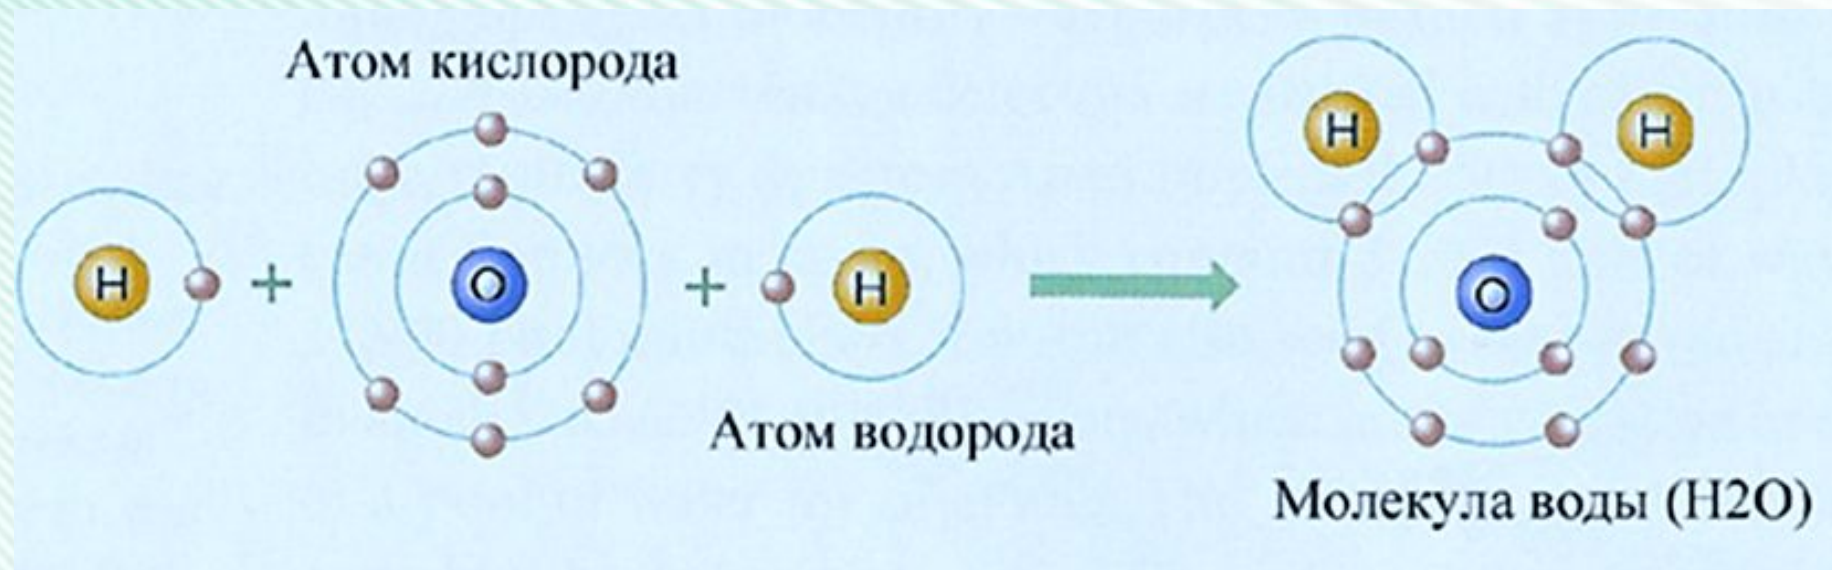 Атом кислорода
H
+
O
+
H
Атом водорода
H
H
O
Молекула воды (H2O)